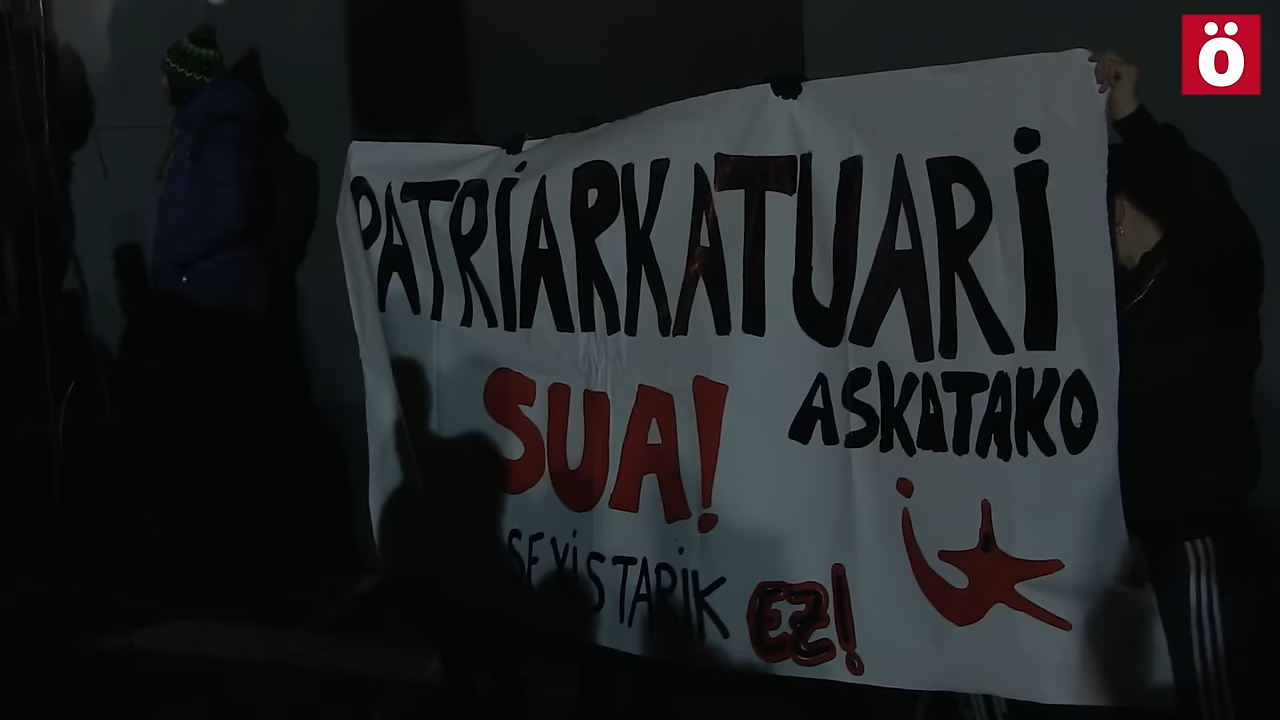 ö
PATRiARKATUARi
SUA!
ASKATAKO
SEXiSTARiK
EZ!